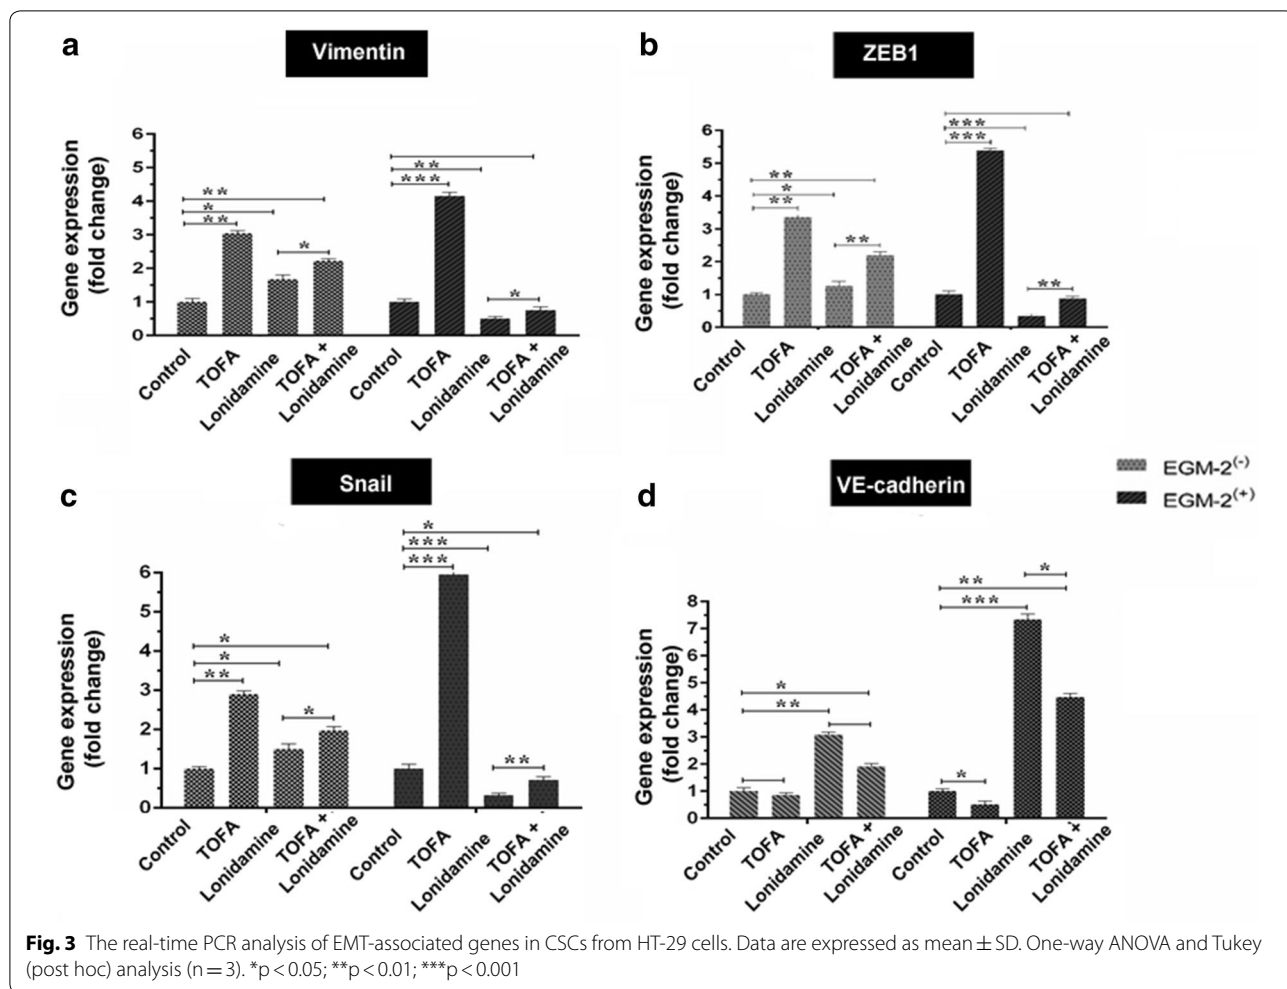 a
Vimentin
Gene expression
(fold change)
6
5
4
3
2
1
0
** * ** * ** *** *
Control TOFA Lonidamine TOFA + Lonidamine Control TOFA Lonidamine TOFA + Lonidamine
b
ZEB1
Gene expression
(fold change)
6
5
4
3
2
1
0
** * ** ** *** *** **
Control TOFA Lonidamine TOFA + Lonidamine Control TOFA Lonidamine TOFA + Lonidamine
EGM-2(-)
EGM-2(+)
c
Snail
Gene expression
(fold change)
6
5
4
3
2
1
0
* * ** * * *** *** **
Control TOFA Lonidamine TOFA + Lonidamine Control TOFA Lonidamine TOFA + Lonidamine
d
VE-cadherin
Gene expression
(fold change)
8
7
6
5
4
3
2
1
0
* ** * ** *** *
Control TOFA Lonidamine TOFA + Lonidamine Control TOFA Lonidamine TOFA + Lonidamine
Fig. 3 The real-time PCR analysis of EMT-associated genes in CSCs from HT-29 cells. Data are expressed as mean ± SD. One-way ANOVA and Tukey
(post hoc) analysis (n = 3). *p < 0.05; **p < 0.01; ***p < 0.001